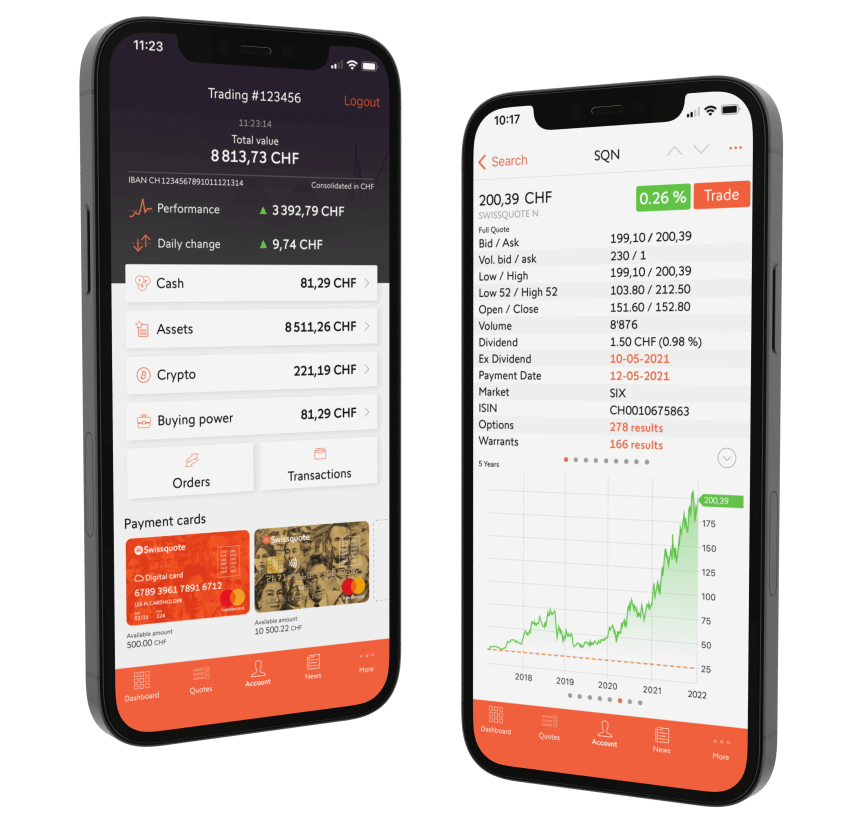 11:23
Trading #123456
Logout
11:23:14
Total value
8 813,73 CHF
IBAN CH1234567891011121314
Consolidated in CHF
Performance ▲ 3 392,79 CHF
Daily change ▲ 9,74 CHF
Cash 81,29 CHF >
Assets 8 511,26 CHF >
Crypto 221,19 CHF >
Buying power 81,29 CHF >
Orders
Transactions
Payment cards
Swissquote
Digital card
6789 3961 7891 6712
LEE M.CARDHOLDER
02/25 124
mastercard
Available amount
500.00 CHF
Swissquote
Available amount
10 500.22 CHF
Dashboard
Quotes
Account
News
More
10:17
< Search
SQN
200,39 CHF
0.26 %
Trade
SWISSQUOTE N
Full Quote
Bid / Ask 199,10 / 200,39
Vol. bid / ask 230 / 1
Low / High 199,10 / 200,39
Low 52 / High 52 103.80 / 212.50
Open / Close 151.60 / 152.80
Volume 8'876
Dividend 1.50 CHF (0.98 %)
Ex Dividend 10-05-2021
Payment Date 12-05-2021
Market SIX
ISIN CH0010675863
Options 278 results
Warrants 166 results
5 Years
200,39
175
150
125
100
75
50
25
2018
2019
2020
2021
2022
Dashboard
Quotes
Account
News
More